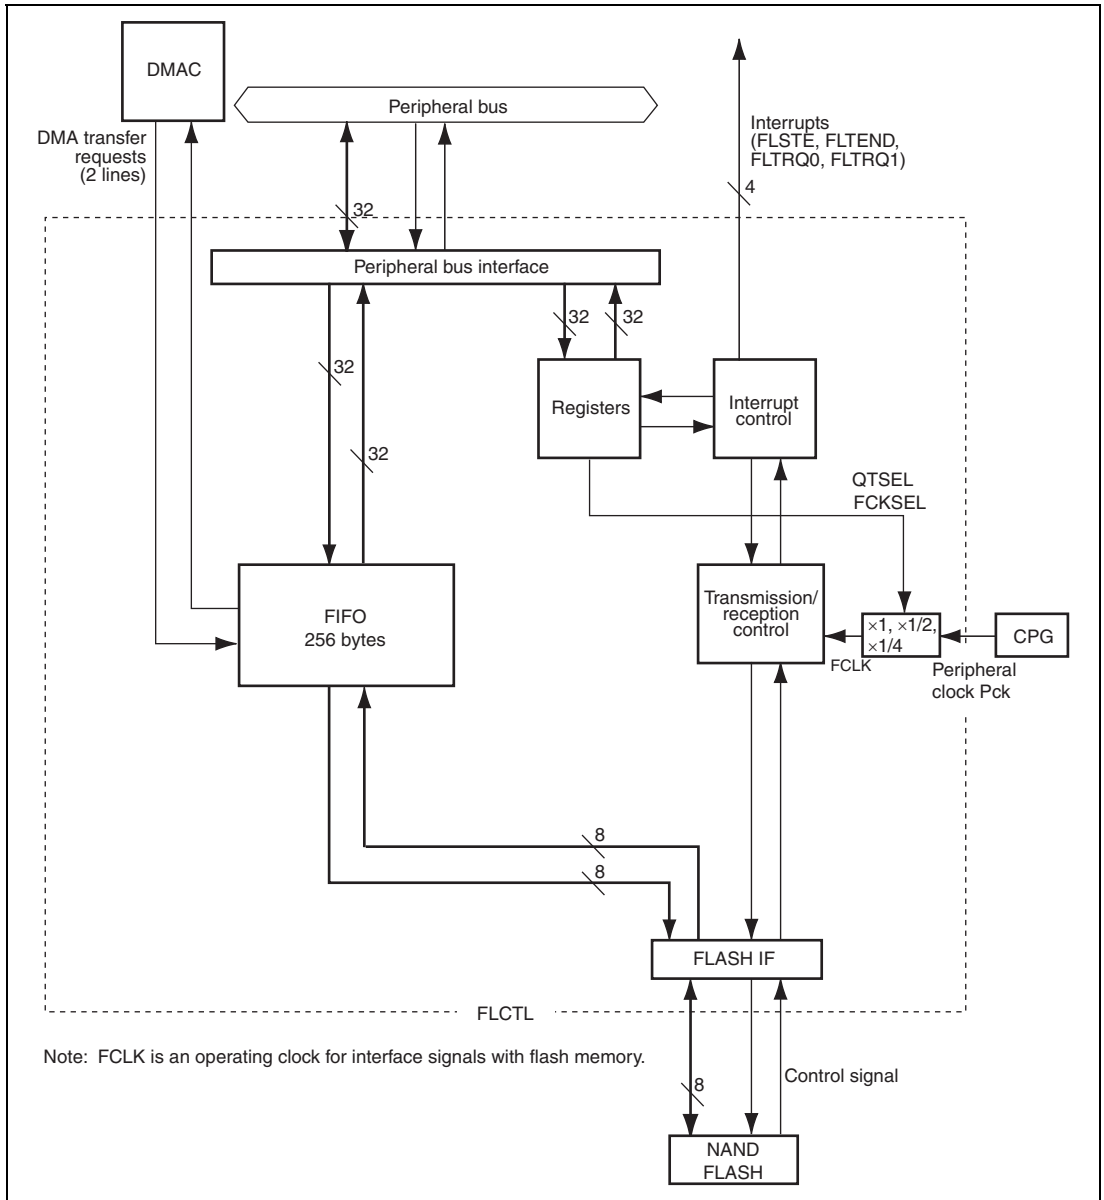 DMAC
Peripheral bus
DMA transfer
requests
(2 lines)
Interrupts
(FLSTE, FLTEND,
FLTRQ0, FLTRQ1)
4
32
Peripheral bus interface
32
32
32
32
Registers
Interrupt
control
QTSEL
FCKSEL
FIFO
256 bytes
Transmission/
reception
control
×1, ×1/2,
×1/4
CPG
FCLK
Peripheral
clock Pck
8
8
FLASH IF
FLCTL
Note: FCLK is an operating clock for interface signals with flash memory.
Control signal
8
NAND
FLASH